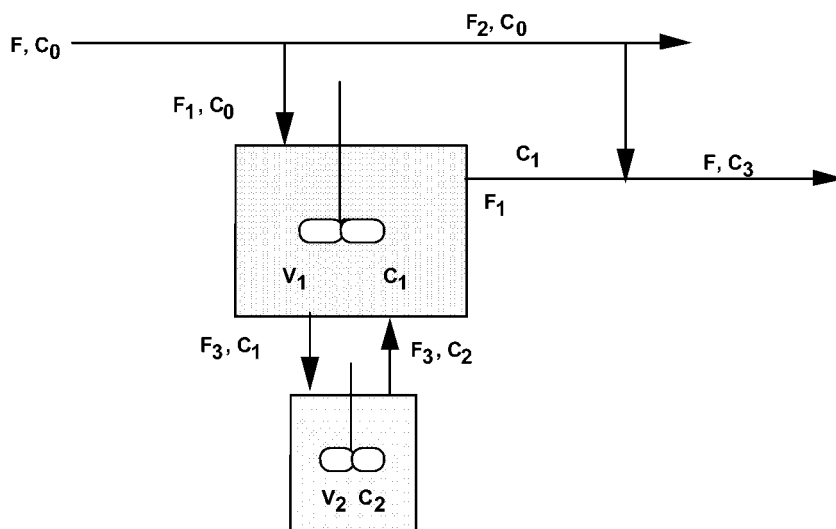 F₂, C₀
F, C₀
F₁, C₀
C₁
F, C₃
F₁
V₁ C₁
F₃, C₁
F₃, C₂
V₂ C₂